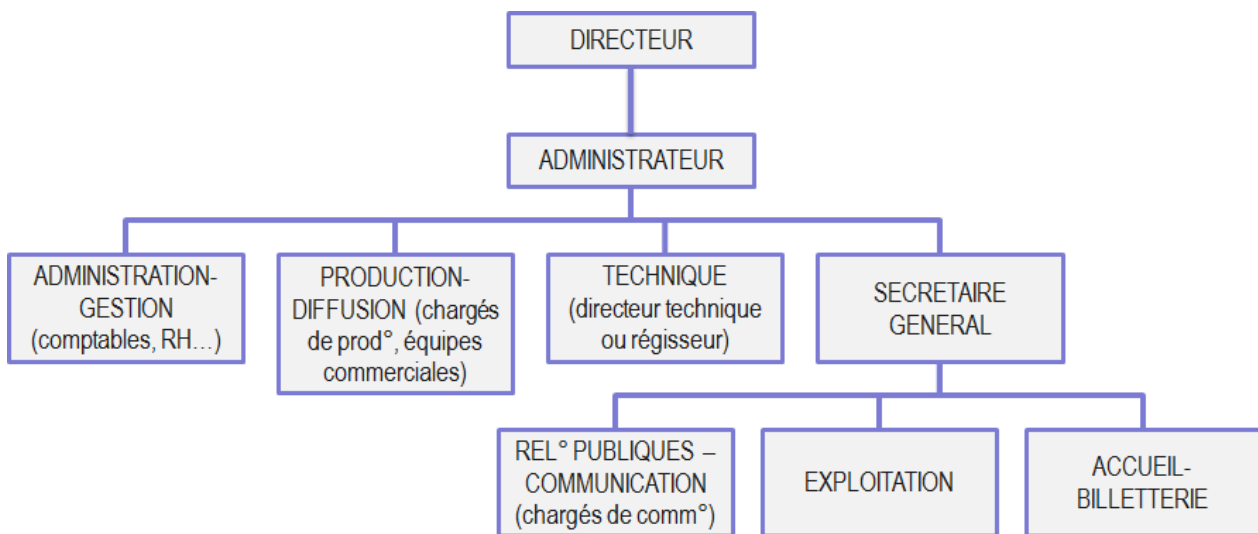 DIRECTEUR
ADMINISTRATEUR
ADMINISTRATION-
GESTION
(comptables, RH…)
PRODUCTION-
DIFFUSION (chargés
de prod°, équipes
commerciales)
TECHNIQUE
(directeur technique
ou régisseur)
SECRETAIRE
GENERAL
REL° PUBLIQUES –
COMMUNICATION
(chargés de comm°)
EXPLOITATION
ACCUEIL-
BILLETTERIE